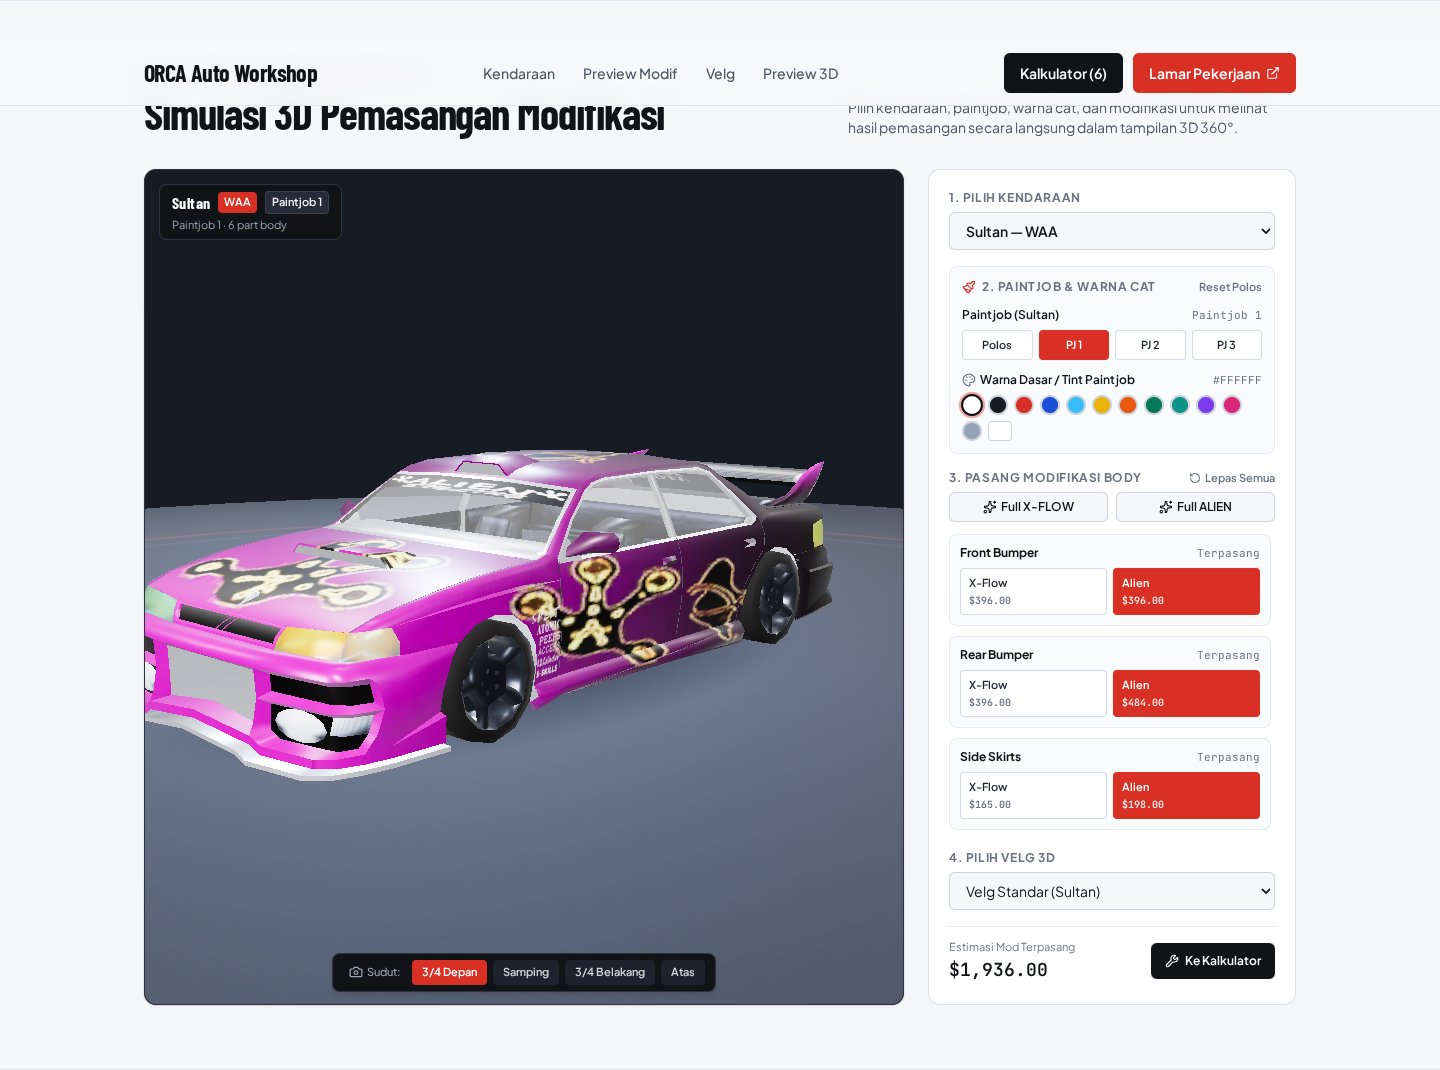 ORCA Auto Workshop
Kendaraan
Preview Modif
Velg
Preview 3D
Kalkulator (6)
Lamar Pekerjaan
Simulasi 3D Pemasangan Modifikasi
Pilih kendaraan, paintjob, warna cat, dan modifikasi untuk melihat
hasil pemasangan secara langsung dalam tampilan 3D 360°.
Sultan WAA Paintjob 1
Paintjob 1 · 6 part body
ALIEN
ATOMIC
Sudut:
3/4 Depan
Samping
3/4 Belakang
Atas
1. PILIH KENDARAAN
Sultan — WAA
2. PAINTJOB & WARNA CAT
Reset Polos
Paintjob (Sultan)
Paintjob 1
Polos
PJ 1
PJ 2
PJ 3
Warna Dasar / Tint Paintjob
#FFFFFF
3. PASANG MODIFIKASI BODY
Lepas Semua
Full X-FLOW
Full ALIEN
Front Bumper
Terpasang
X-Flow
$396.00
Alien
$396.00
Rear Bumper
Terpasang
X-Flow
$396.00
Alien
$484.00
Side Skirts
Terpasang
X-Flow
$165.00
Alien
$198.00
4. PILIH VELG 3D
Velg Standar (Sultan)
Estimasi Mod Terpasang
$1,936.00
Ke Kalkulator